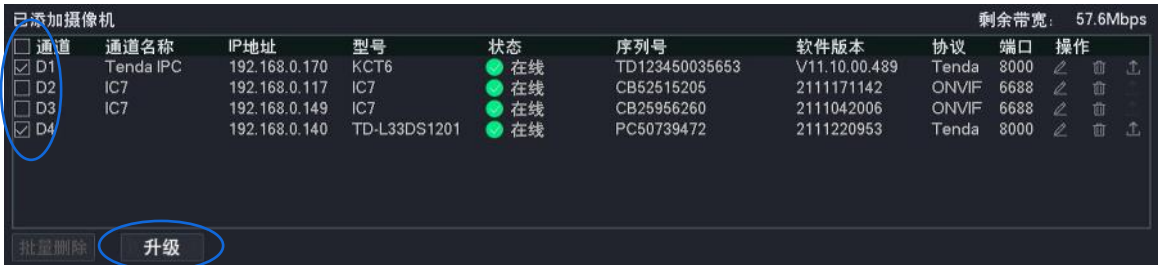 已添加摄像机 剩余带宽: 57.6Mbps
通道 通道名称 IP地址 型号 状态 序列号 软件版本 协议 端口 操作
D1 Tenda IPC 192.168.0.170 KCT6 在线 TD123450035653 V11.10.00.489 Tenda 8000
D2 IC7 192.168.0.117 IC7 在线 CB52515205 2111171142 ONVIF 6688
D3 IC7 192.168.0.149 IC7 在线 CB25956260 2111042006 ONVIF 6688
D4 192.168.0.140 TD-L33DS1201 在线 PC50739472 2111220953 Tenda 8000
批量删除 升级